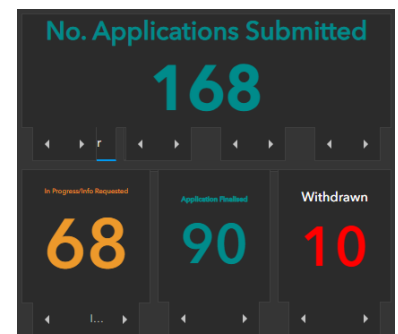 No. Applications Submitted
168
r
In Progress/Info Requested
68
I...
Application Finalised
90
Withdrawn
10